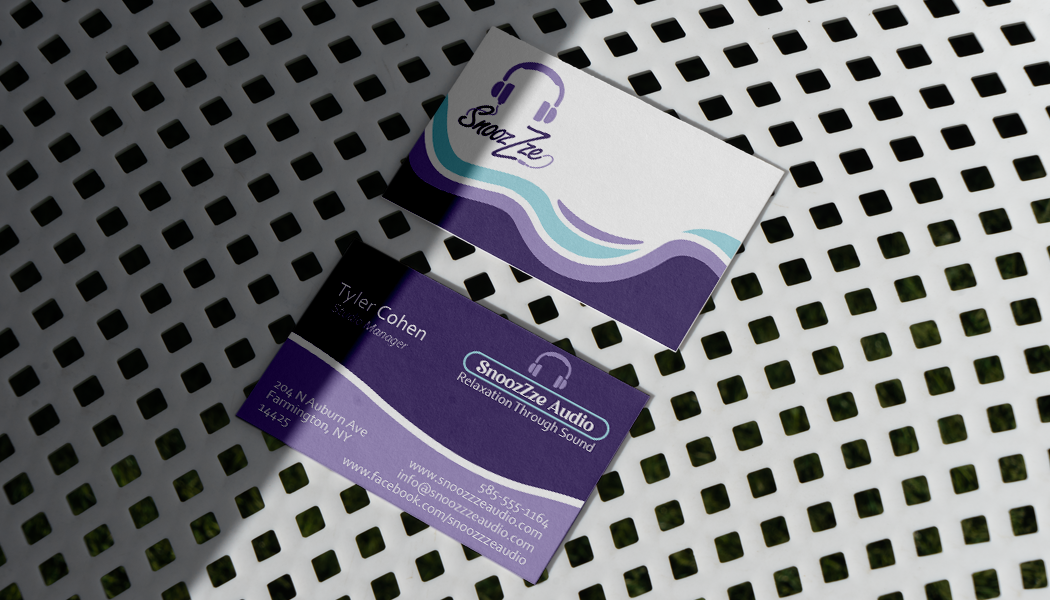 SnoozZze
Tyler Cohen
Manager
SnoozZze Audio
Relaxation Through Sound
204 N Auburn Ave
Farmington, NY
14425
585-555-1164
www.snoozzzeaudio.com
info@snoozzzeaudio.com
www.facebook.com/snoozzzeaudio